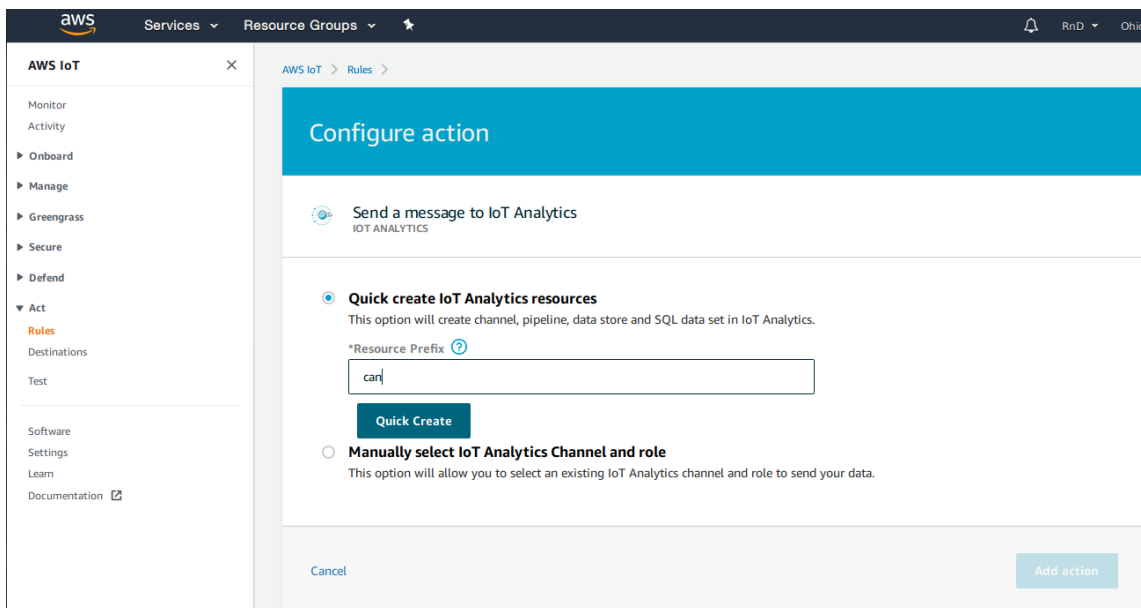 aws Services Resource Groups RnD
AWS IoT
Monitor
Activity
Onboard
Manage
Greengrass
Secure
Defend
Act
Rules
Destinations
Test
Software
Settings
Learn
Documentation
AWS IoT > Rules >
Configure action
Send a message to IoT Analytics
IOT ANALYTICS
Quick create IoT Analytics resources
This option will create channel, pipeline, data store and SQL data set in IoT Analytics.
*Resource Prefix ?
can
Quick Create
Manually select IoT Analytics Channel and role
This option will allow you to select an existing IoT Analytics channel and role to send your data.
Cancel Add action